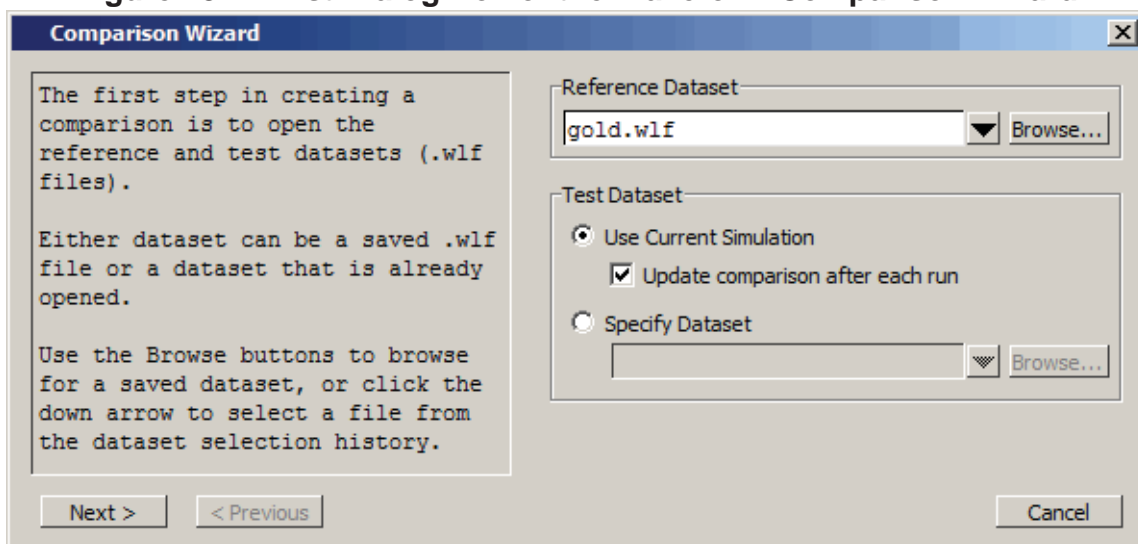 Comparison Wizard
The first step in creating a
comparison is to open the
reference and test datasets (.wlf
files).
Either dataset can be a saved .wlf
file or a dataset that is already
opened.
Use the Browse buttons to browse
for a saved dataset, or click the
down arrow to select a file from
the dataset selection history.
Reference Dataset
gold.wlf
Browse...
Test Dataset
Use Current Simulation
Update comparison after each run
Specify Dataset
Browse...
Next >
< Previous
Cancel